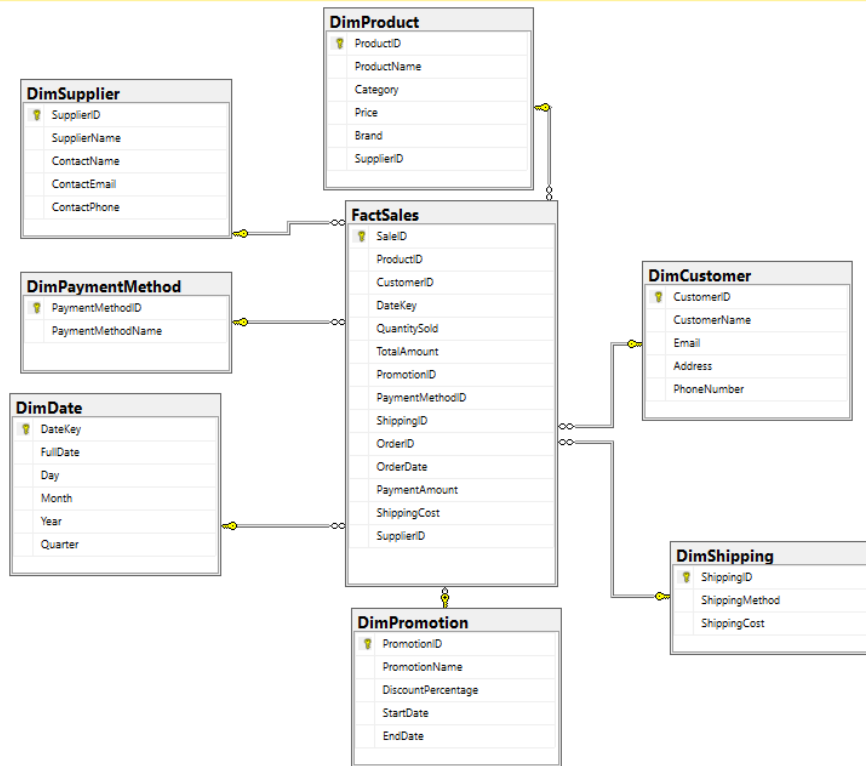 DimProduct
ProductID
ProductName
Category
Price
Brand
SupplierID
DimSupplier
SupplierID
SupplierName
ContactName
ContactEmail
ContactPhone
FactSales
SaleID
ProductID
CustomerID
DateKey
QuantitySold
TotalAmount
PromotionID
PaymentMethodID
ShippingID
OrderID
OrderDate
PaymentAmount
ShippingCost
SupplierID
DimPaymentMethod
PaymentMethodID
PaymentMethodName
DimCustomer
CustomerID
CustomerName
Email
Address
PhoneNumber
DimDate
DateKey
FullDate
Day
Month
Year
Quarter
DimShipping
ShippingID
ShippingMethod
ShippingCost
DimPromotion
PromotionID
PromotionName
DiscountPercentage
StartDate
EndDate